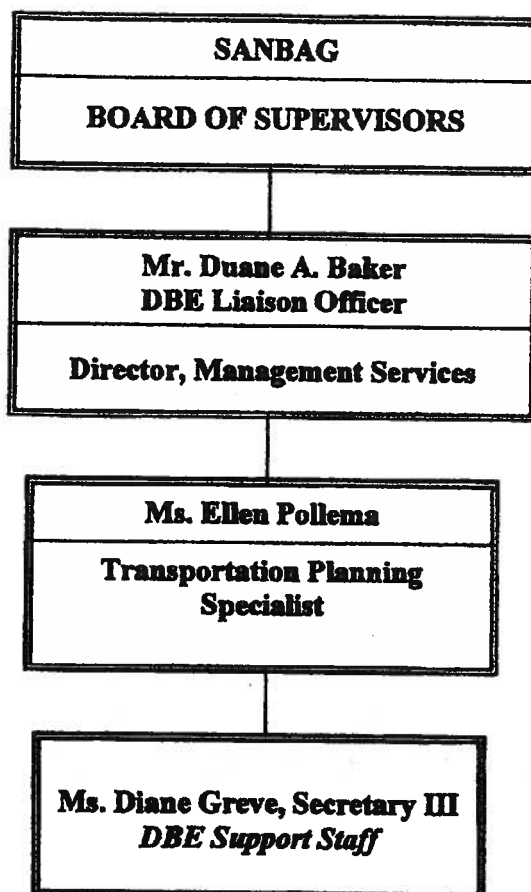 SANBAG
BOARD OF SUPERVISORS
Mr. Duane A. Baker
DBE Liaison Officer
Director, Management Services
Ms. Ellen Pollema
Transportation Planning
Specialist
Ms. Diane Greve, Secretary III
DBE Support Staff